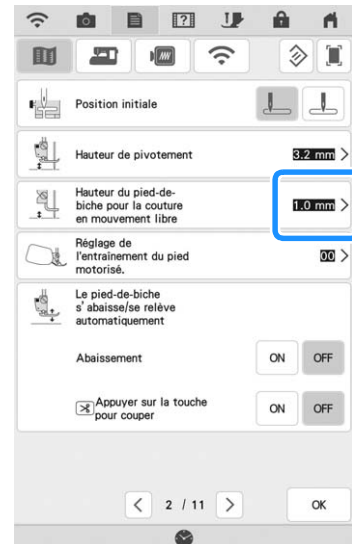 Position initiale
Hauteur de pivotement
3.2 mm >
Hauteur du pied-de-
biche pour la couture
en mouvement libre
1.0 mm >
Réglage de
l'entraînement du pied
motorisé.
00 >
Le pied-de-biche
s'abaisse/se relève
automatiquement
Abaissement
ON OFF
Appuyer sur la touche
pour couper
ON OFF
< 2 / 11 >
OK